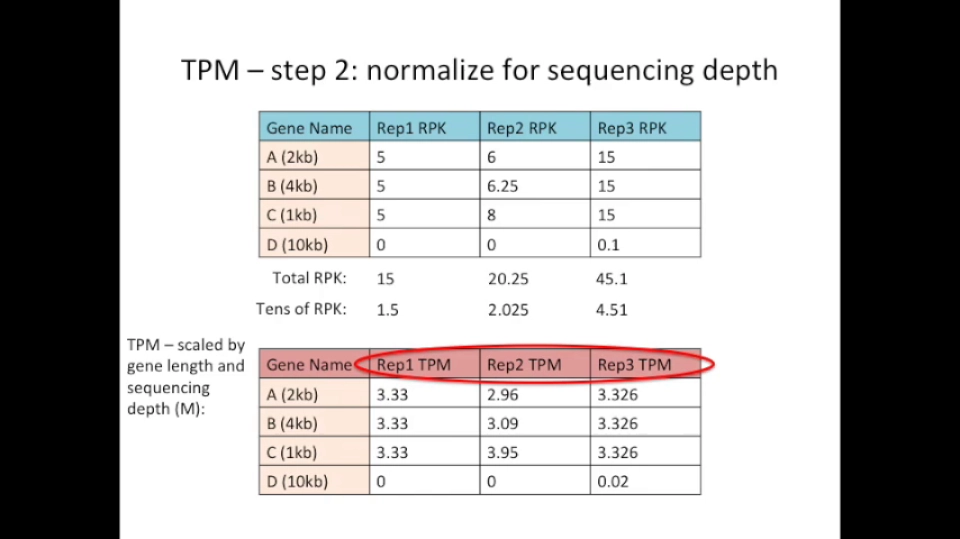 TPM – step 2: normalize for sequencing depth
Gene Name Rep1 RPK Rep2 RPK Rep3 RPK
A (2kb) 5 6 15
B (4kb) 5 6.25 15
C (1kb) 5 8 15
D (10kb) 0 0 0.1
Total RPK: 15 20.25 45.1
Tens of RPK: 1.5 2.025 4.51
TPM – scaled by
gene length and
sequencing
depth (M):
Gene Name Rep1 TPM Rep2 TPM Rep3 TPM
A (2kb) 3.33 2.96 3.326
B (4kb) 3.33 3.09 3.326
C (1kb) 3.33 3.95 3.326
D (10kb) 0 0 0.02